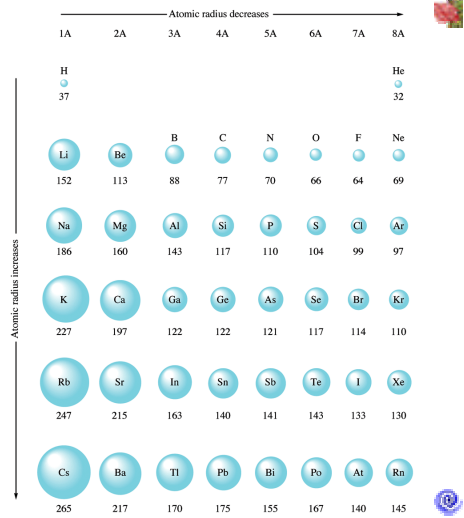 Atomic radius decreases
1A 2A 3A 4A 5A 6A 7A 8A
H He
37 32
B C N O F Ne
Li Be
152 113 88 77 70 66 64 69
Na Mg Al Si P S Cl Ar
186 160 143 117 110 104 99 97
Atomic radius increases
K Ca Ga Ge As Se Br Kr
227 197 122 122 121 117 114 110
Rb Sr In Sn Sb Te I Xe
247 215 163 140 141 143 133 130
Cs Ba Tl Pb Bi Po At Rn
265 217 170 175 155 167 140 145